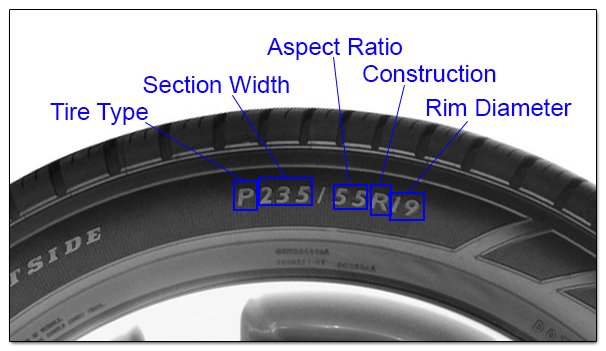 Aspect Ratio
Construction
Section Width
Rim Diameter
Tire Type
P235/55R19
TSIDE